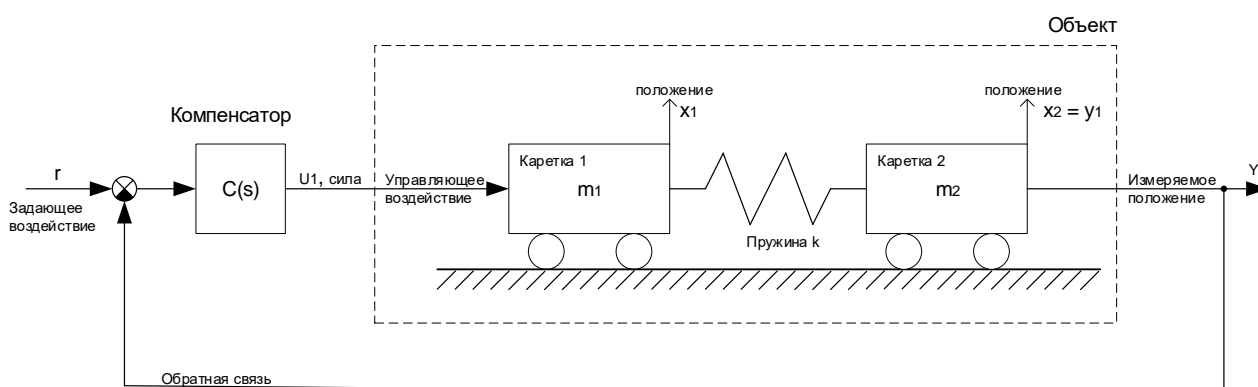 Объект
положение
x1
положение
x2 = y1
Компенсатор
Каретка 1
Каретка 2
r
C(s)
U1, сила
Управляющее
воздействие
m1
m2
Измеряемое
положение
Y
Задающее
воздействие
Пружина k
Обратная связь